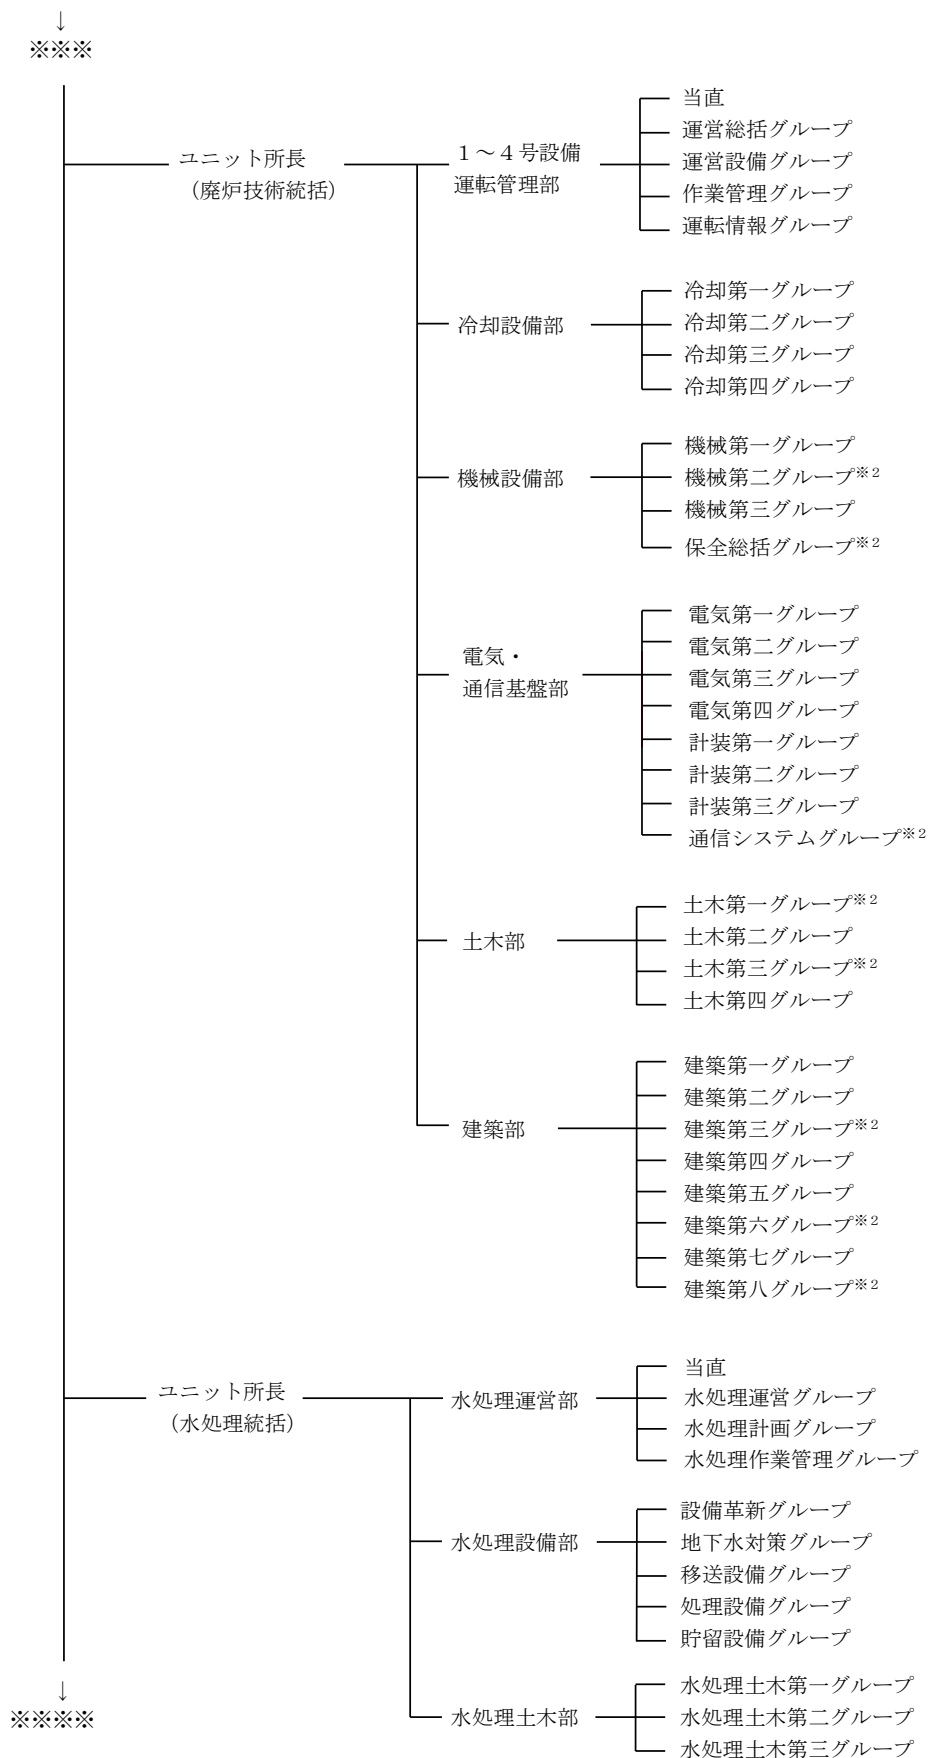 ↓
※※※
ユニット所長
(廃炉技術統括)
１～４号設備
運転管理部
当直
運営総括グループ
運営設備グループ
作業管理グループ
運転情報グループ
冷却設備部
冷却第一グループ
冷却第二グループ
冷却第三グループ
冷却第四グループ
機械設備部
機械第一グループ
機械第二グループ※２
機械第三グループ
保全総括グループ※２
電気・
通信基盤部
電気第一グループ
電気第二グループ
電気第三グループ
電気第四グループ
計装第一グループ
計装第二グループ
計装第三グループ
通信システムグループ※２
土木部
土木第一グループ※２
土木第二グループ
土木第三グループ※２
土木第四グループ
建築部
建築第一グループ
建築第二グループ
建築第三グループ※２
建築第四グループ
建築第五グループ
建築第六グループ※２
建築第七グループ
建築第八グループ※２
ユニット所長
（水処理統括）
水処理運営部
当直
水処理運営グループ
水処理計画グループ
水処理作業管理グループ
水処理設備部
設備革新グループ
地下水対策グループ
移送設備グループ
処理設備グループ
貯留設備グループ
水処理土木部
水処理土木第一グループ
水処理土木第二グループ
水処理土木第三グループ
↓
※※※※